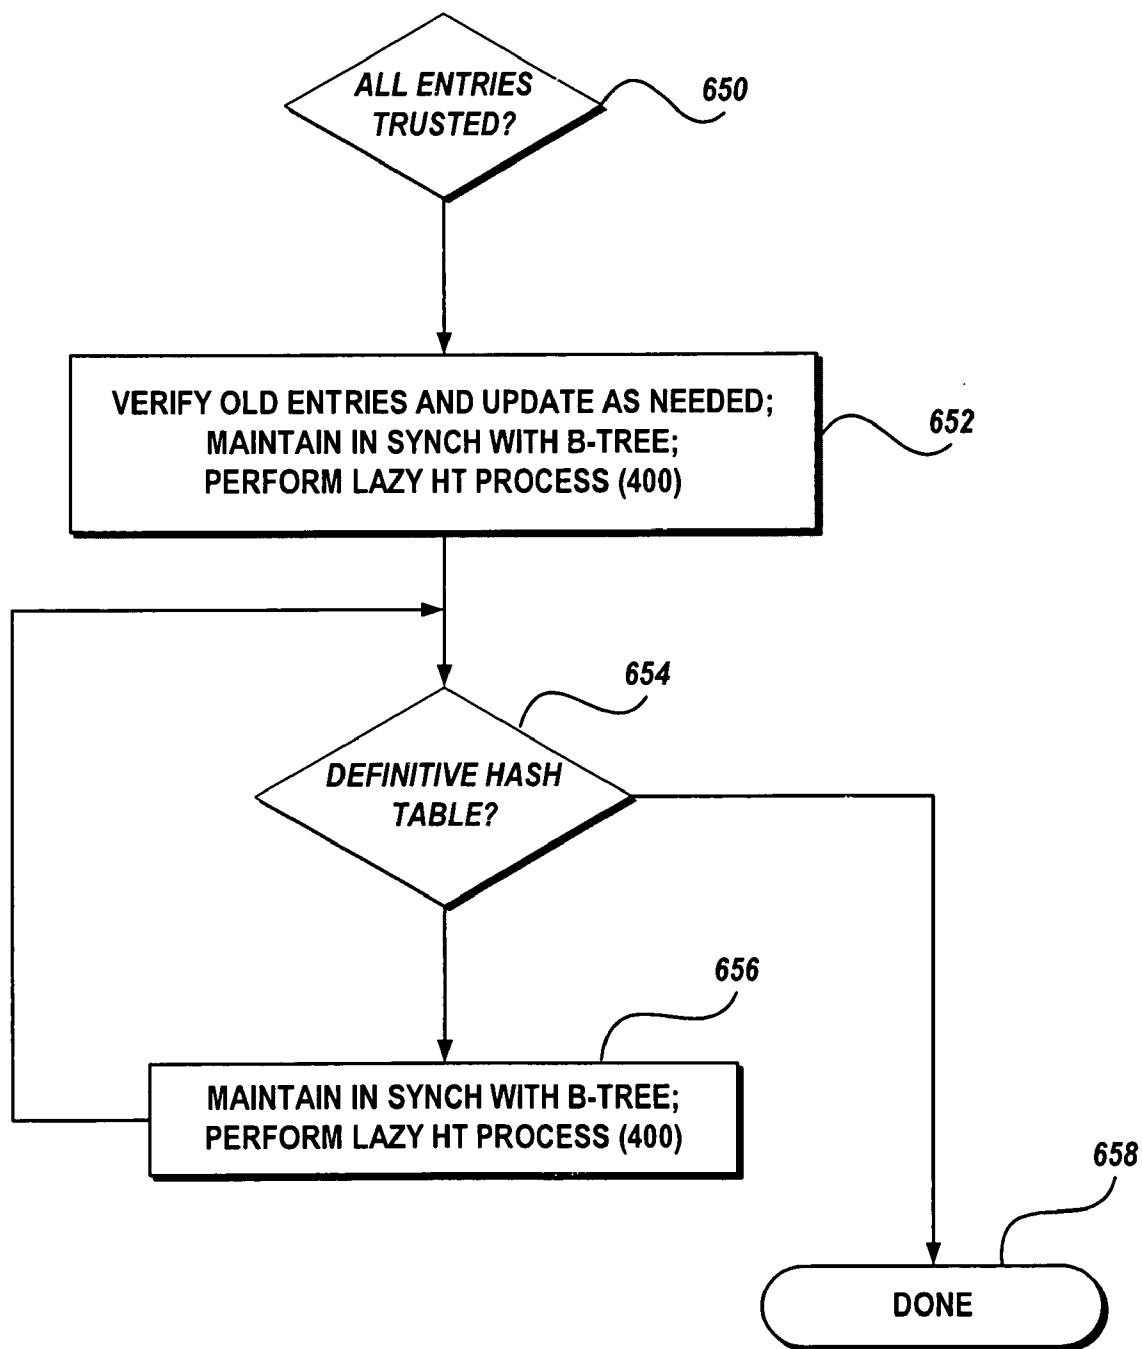 ALL ENTRIES
TRUSTED?
650
VERIFY OLD ENTRIES AND UPDATE AS NEEDED;
MAINTAIN IN SYNCH WITH B-TREE;
PERFORM LAZY HT PROCESS (400)
652
654
DEFINITIVE HASH
TABLE?
656
MAINTAIN IN SYNCH WITH B-TREE;
PERFORM LAZY HT PROCESS (400)
658
DONE